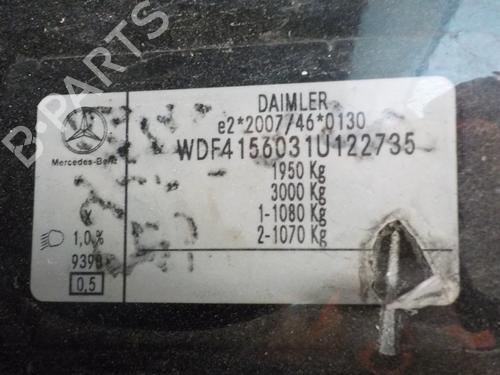 B-PARTS
DAIMLER
e2*2007/46*0130
WDF4156031U122735
1950 Kg
3000 Kg
1-1080 Kg
2-1070 Kg
Mercedes-Benz
X
1,0%
0,5